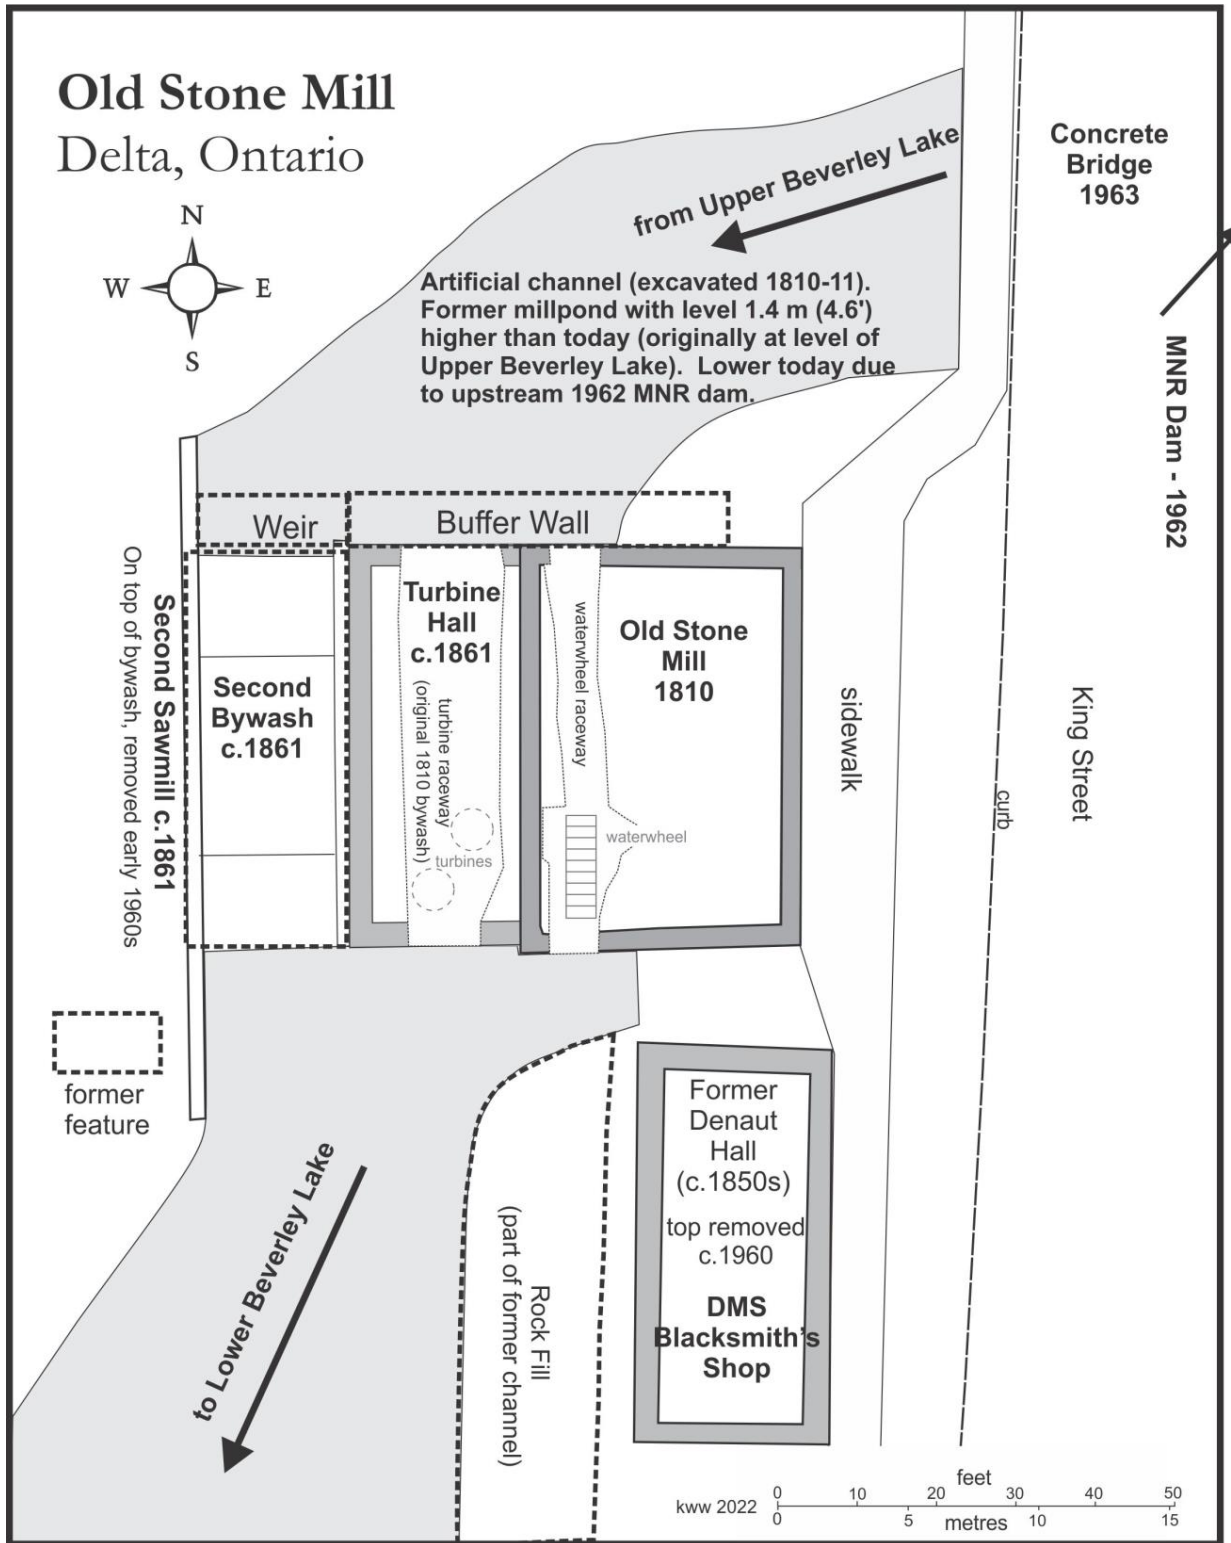 Old Stone Mill
Delta, Ontario
N
W
E
S
from Upper Beverley Lake
Concrete
Bridge
1963
Artificial channel (excavated 1810-11).
Former millpond with level 1.4 m (4.6')
higher than today (originally at level of
Upper Beverley Lake). Lower today due
to upstream 1962 MNR dam.
MNR Dam - 1962
Weir
Buffer Wall
Second Sawmill c.1861
On top of bywash, removed early 1960s
Second
Bywash
c.1861
Turbine
Hall
c.1861
turbine raceway
(original 1810 bywash)
turbines
waterwheel raceway
waterwheel
Old Stone
Mill
1810
sidewalk
curb
King Street
former
feature
to Lower Beverley Lake
Rock Fill
(part of former channel)
Former
Denaut
Hall
(c.1850s)
top removed
c.1960
DMS
Blacksmith's
Shop
kww 2022
feet
0 10 20 30 40 50
0 5 10 15
metres